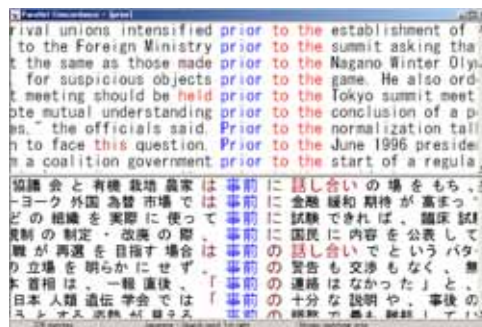 Parallel Concordance - [prior]
rival unions intensified prior to the establishment of
to the Foreign Ministry prior to the summit asking tha
t the same as those made prior to the Nagano Winter Oly
for suspicious objects prior to the game. He also ord
t meeting should be held prior to the Tokyo summit meet
ote mutual understanding prior to the conclusion of a p
es," the officials said. Prior to the normalization tal
n to face this question. Prior to the June 1996 preside
m a coalition government prior to the start of a regula
協議 会 と 有機 栽培 農家 は 事前 に 話し合い の 場 を もち 、
ーヨーク 外国 為替 市場 で は 事前 に 金融 緩和 期待 が 高まっ
どの 組織 を 実際 に 使っ て 事前 に 試験 できれ ば 、 臨床 試
規制 の 制定 ・ 改廃 の 際 、 事前 に 国民 に 内容 を 公表 し て
職 が 再選 を 目指す 場合 は 事前 の 話し合い で という パタ
の 立場 を 明らか に せ ず 、 事前 の 警告 も 交渉 も なく 、 無
首相 は 、 一報 直後 、 「 事前 の 連絡 は なかっ た 」 と 、
日本 人類 遺伝 学会 で は 「 事前 の 十分 な 説明 や 、 事後 の